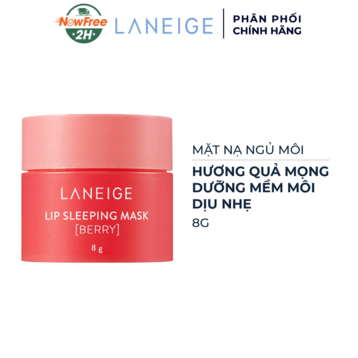 NowFree
2H
LANEIGE
PHÂN PHỐI
CHÍNH HÃNG
LANEIGE
LIP SLEEPING MASK
[BERRY]
8 g
MẶT NẠ NGỦ MÔI
HƯƠNG QUẢ MỌNG
DƯỠNG MỀM MÔI
DỊU NHẸ
8G